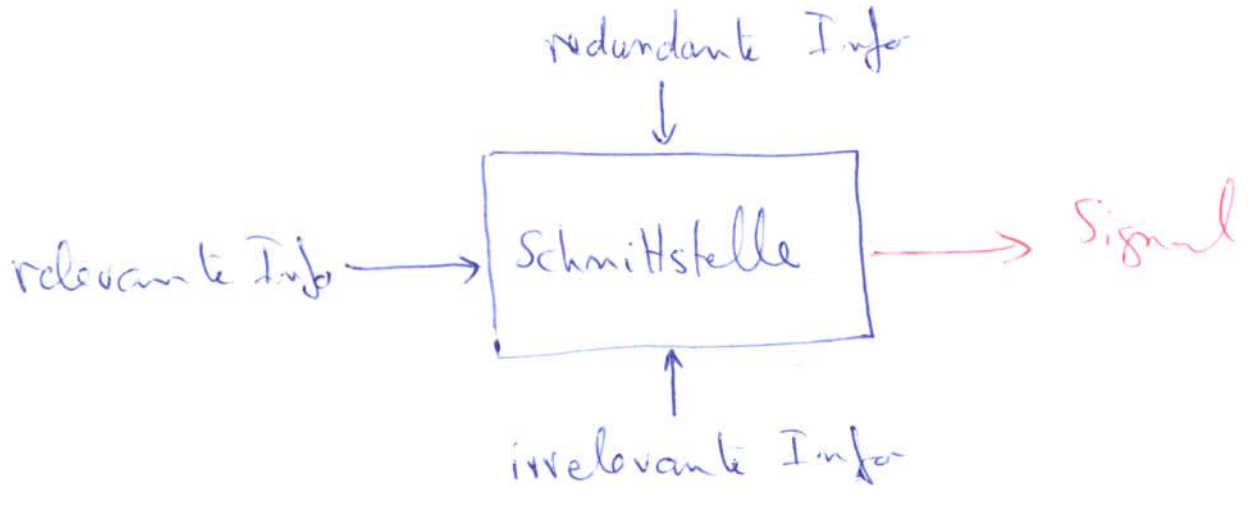 redundante Info
relevante Info
Schnittstelle
Signal
irrelevante Info